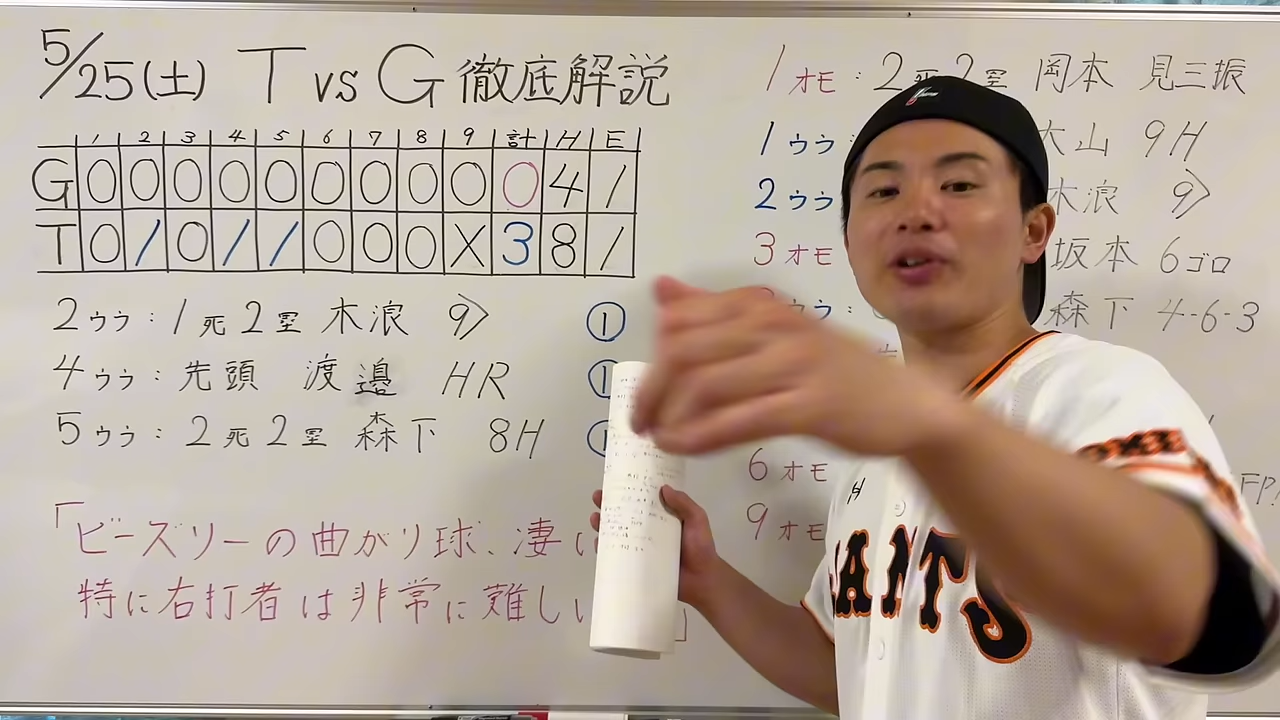 5/25(土) T vs G 徹底解説
1 2 3 4 5 6 7 8 9 計 H E
G 0 0 0 0 0 0 0 0 0 0 4 1
T 0 1 0 1 1 0 0 0 X 3 8 1
2ウラ:1死2塁 木浪 9> ①
4ウラ:先頭 渡邉 HR ①
5ウラ:2死2塁 森下 8H ①
「ビーズリーの曲がり球、凄い
特に右打者は非常に難しい 」
1オモ:2死2塁 岡本 見三振
1ウラ 大山 9H
2ウラ 木浪 9>
3オモ 坂本 6ゴロ
ウラ: 森下 4-6-3
6オモ
9オモ